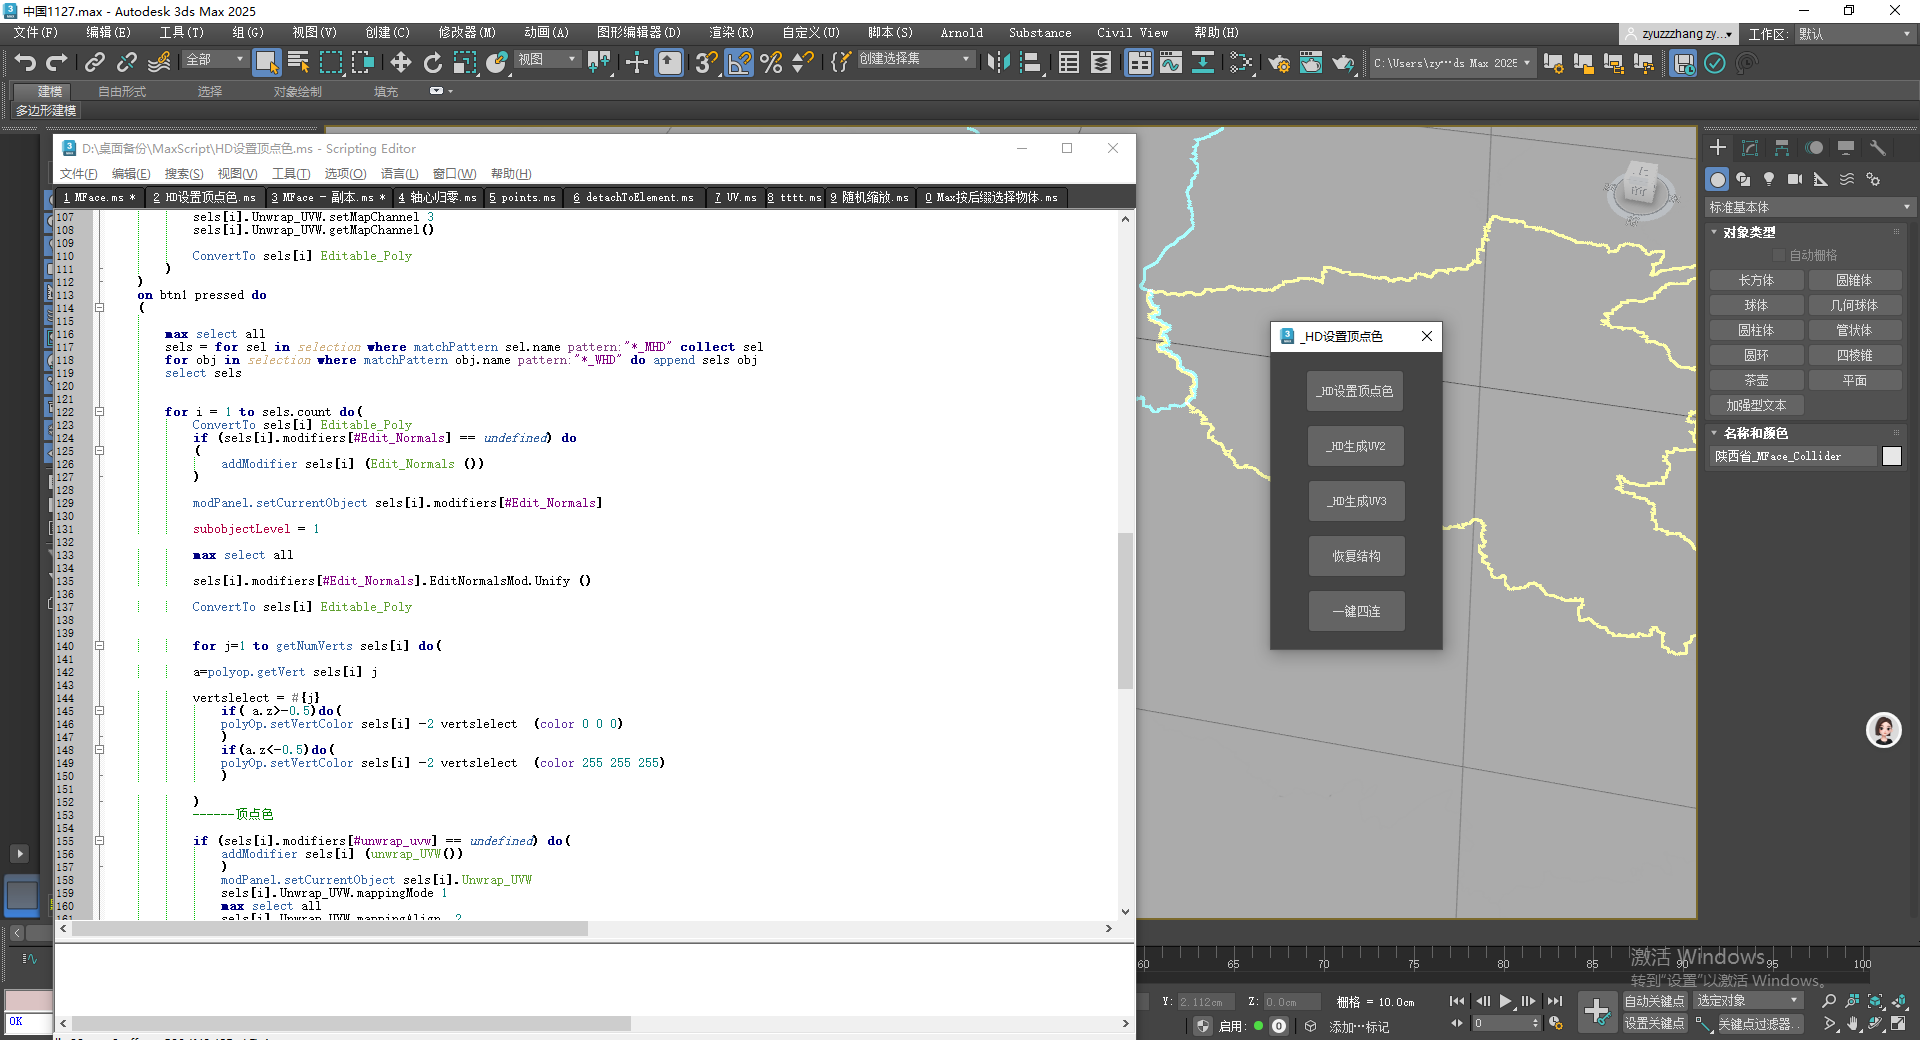 中国1127.max - Autodesk 3ds Max 2025
文件(F) 编辑(E) 工具(T) 组(G) 视图(V) 创建(C) 修改器(M) 动画(A) 图形编辑器(D) 渲染(R) 自定义(U) 脚本(S) Arnold Substance Civil View 帮助(H) zyuzzzhang zy... 工作区: 默认
全部 视图 创建选择集 C:\Users\zy···ds Max 2025
建模 自由形式 选择 对象绘制 填充
多边形建模
D:\桌面备份\MaxScript\HD设置顶点色.ms - Scripting Editor
文件(F) 编辑(E) 搜索(S) 视图(V) 工具(T) 选项(O) 语言(L) 窗口(W) 帮助(H)
1 MFace.ms * 2 HD设置顶点色.ms 3 MFace - 副本.ms * 4 轴心归零.ms 5 points.ms 6 detachToElement.ms 7 UV.ms 8 tttt.ms 9 随机缩放.ms 0 Max按后缀选择物体.ms
107 sels[i].Unwrap_UVW.setMapChannel 3
108 sels[i].Unwrap_UVW.getMapChannel()
109
110 ConvertTo sels[i] Editable_Poly
111 )
112 )
113 on btn1 pressed do
114 (
115
116 max select all
117 sels = for sel in selection where matchPattern sel.name pattern:"*_MHD" collect sel
118 for obj in selection where matchPattern obj.name pattern:"*_WHD" do append sels obj
119 select sels
120
121
122 for i = 1 to sels.count do(
123 ConvertTo sels[i] Editable_Poly
124 if (sels[i].modifiers[#Edit_Normals] == undefined) do
125 (
126 addModifier sels[i] (Edit_Normals ())
127 )
128
129 modPanel.setCurrentObject sels[i].modifiers[#Edit_Normals]
130
131 subobjectLevel = 1
132
133 max select all
134
135 sels[i].modifiers[#Edit_Normals].EditNormalsMod.Unify ()
136
137 ConvertTo sels[i] Editable_Poly
138
139
140 for j=1 to getNumVerts sels[i] do(
141
142 a=polyop.getVert sels[i] j
143
144 vertslelect = #{j}
145 if( a.z>-0.5)do(
146 polyOp.setVertColor sels[i] -2 vertslelect (color 0 0 0)
147 )
148 if(a.z<-0.5)do(
149 polyOp.setVertColor sels[i] -2 vertslelect (color 255 255 255)
150 )
151
152 )
153 ------顶点色
154
155 if (sels[i].modifiers[#unwrap_uvw] == undefined) do(
156 addModifier sels[i] (unwrap_UVW())
157 )
158 modPanel.setCurrentObject sels[i].Unwrap_UVW
159 sels[i].Unwrap_UVW.mappingMode 1
160 max select all
161 sels[i].Unwrap_UVW.mappingAlign 2
_HD设置顶点色
_HD设置顶点色
_HD生成UV2
_HD生成UV3
恢复结构
一键四连
标准基本体
对象类型
自动栅格
长方体 圆锥体
球体 几何球体
圆柱体 管状体
圆环 四棱锥
茶壶 平面
加强型文本
名称和颜色
陕西省_MFace_Collider
60 65 70 75 80 85 90 95 100
激活 Windows
转到"设置"以激活 Windows。
Y: 2.112cm Z: 0.0cm 栅格 = 10.0cm 自动关键点 选定对象
OK 启用: 0 添加···标记 0 设置关键点 关键点过滤器...